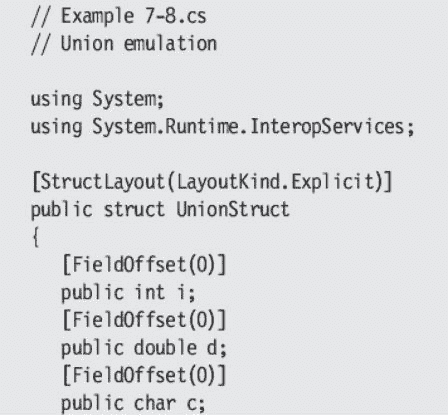 // Example 7-8.cs
// Union emulation
using System;
using System.Runtime.InteropServices;
[StructLayout(LayoutKind.Explicit)]
public struct UnionStruct
{
[FieldOffset(0)]
public int i;
[FieldOffset(0)]
public double d;
[FieldOffset(0)]
public char c;